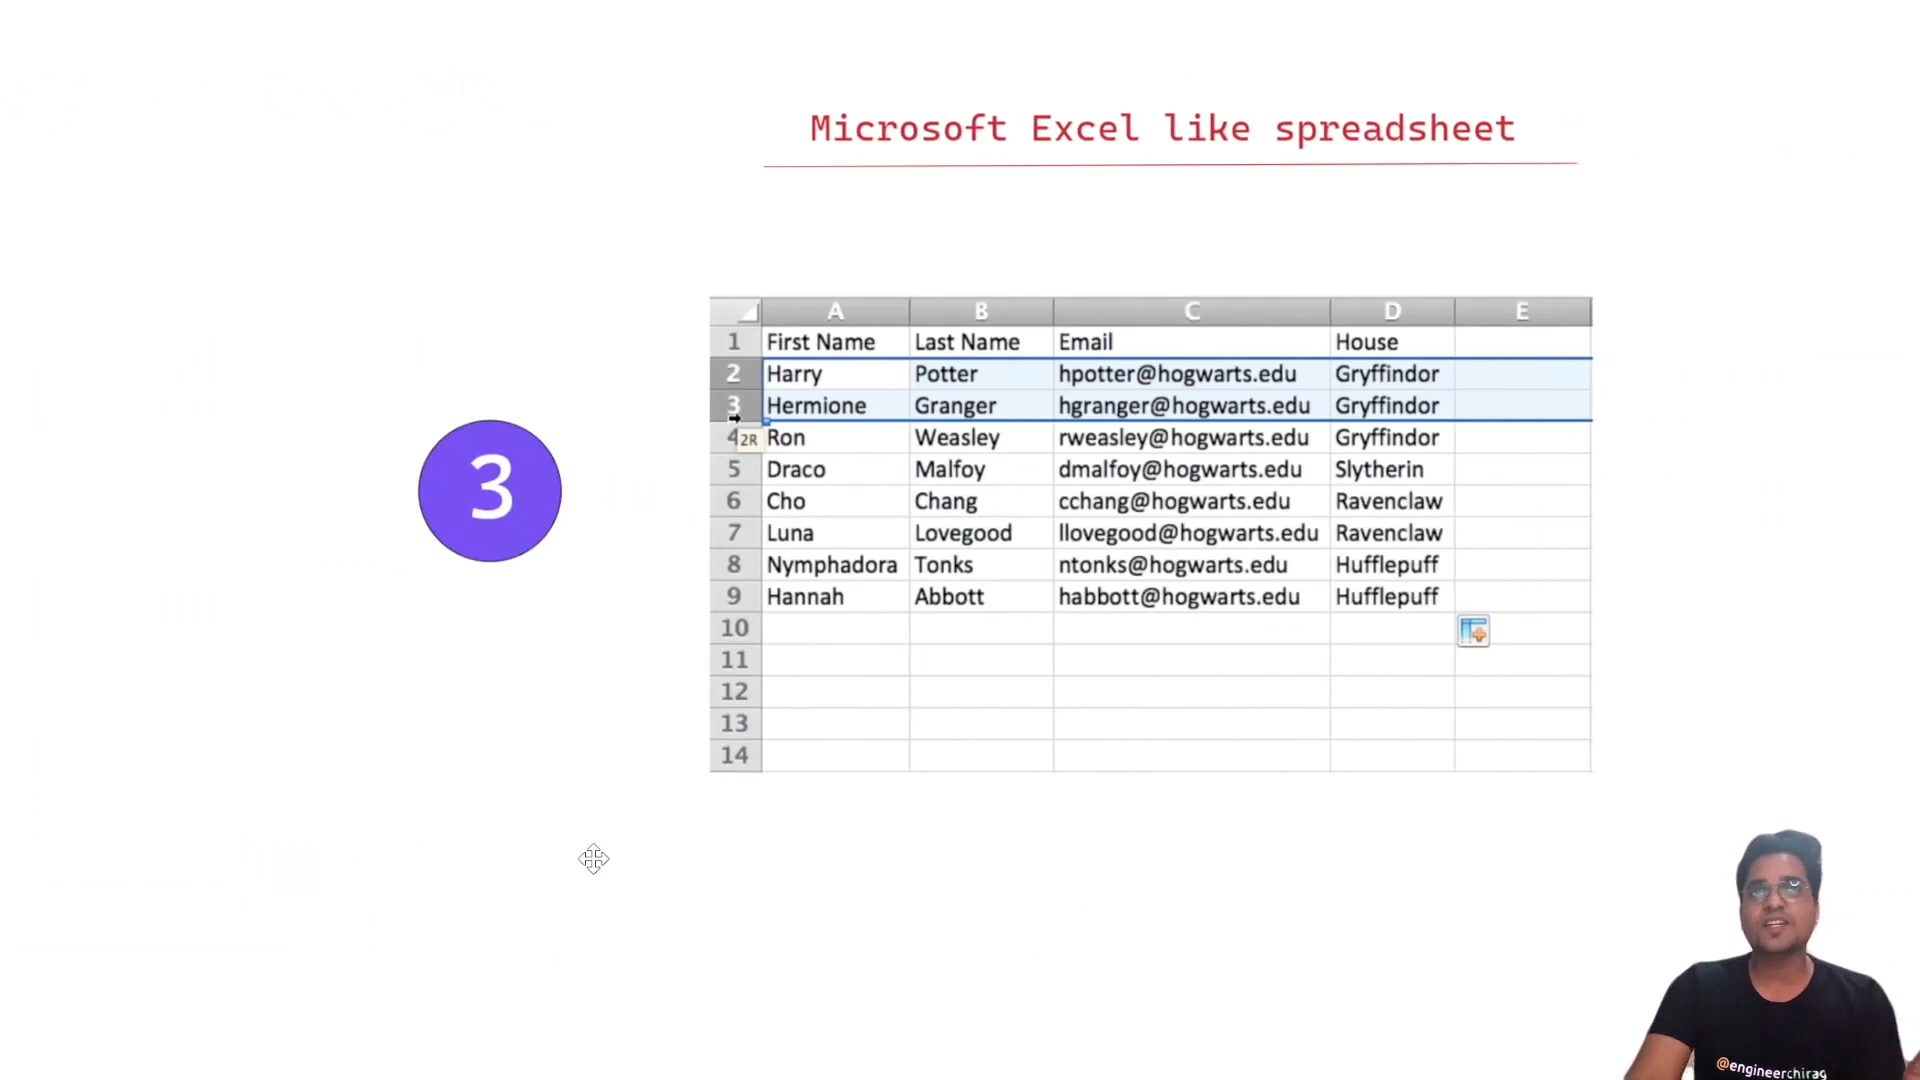 Microsoft Excel like spreadsheet
3
A B C D E
1 First Name Last Name Email House
2 Harry Potter hpotter@hogwarts.edu Gryffindor
3 Hermione Granger hgranger@hogwarts.edu Gryffindor
4 2R Ron Weasley rweasley@hogwarts.edu Gryffindor
5 Draco Malfoy dmalfoy@hogwarts.edu Slytherin
6 Cho Chang cchang@hogwarts.edu Ravenclaw
7 Luna Lovegood llovegood@hogwarts.edu Ravenclaw
8 Nymphadora Tonks ntonks@hogwarts.edu Hufflepuff
9 Hannah Abbott habbott@hogwarts.edu Hufflepuff
10
11
12
13
14
@engineerchirag